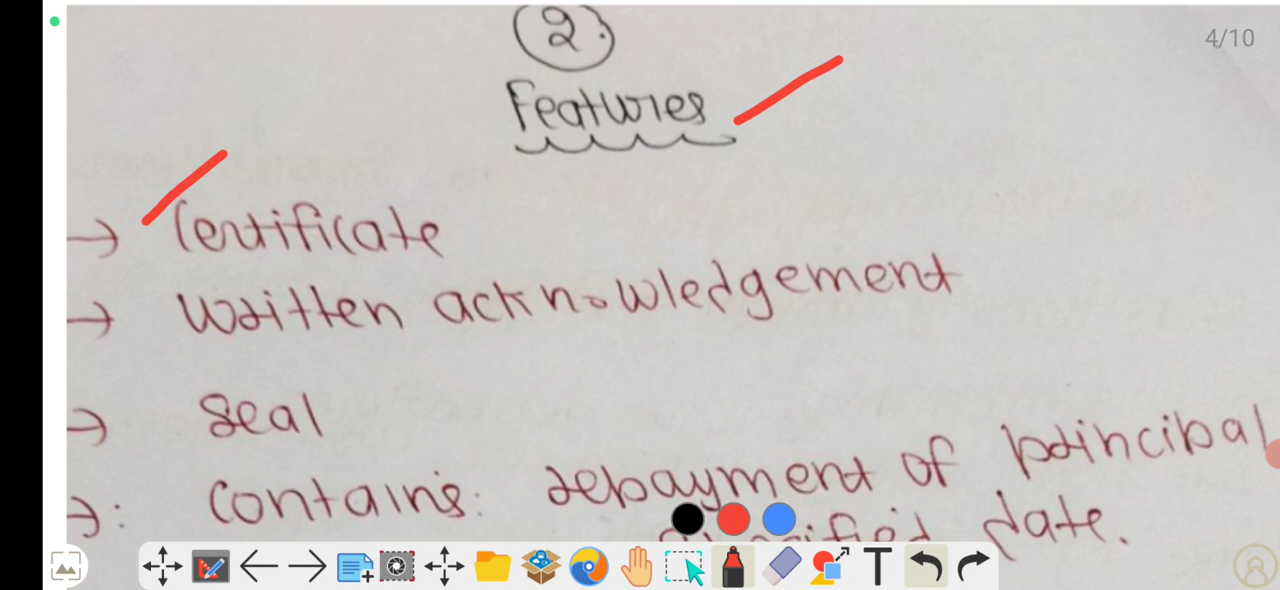 4/10
2.
Features
→ Certificate
→ Written acknowledgement
→ Seal
→: Contains: repayment of principal
date.
T